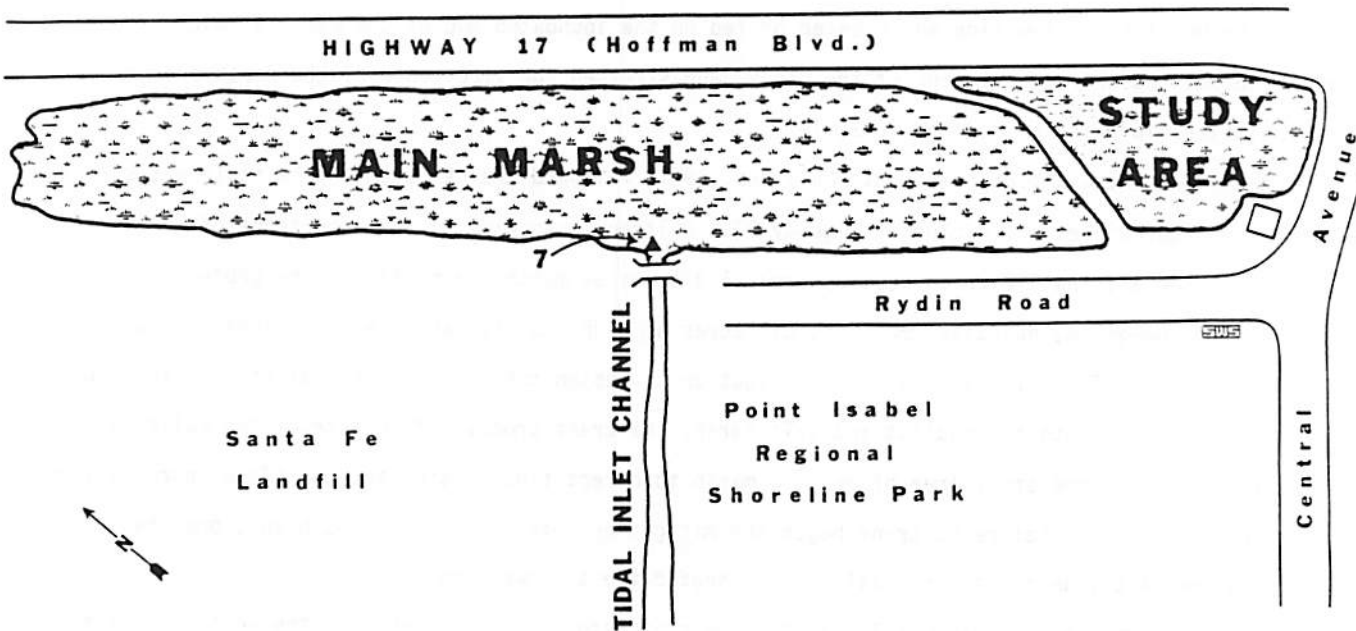 HIGHWAY 17 (Hoffman Blvd.)
STUDY
AREA
MAIN MARSH
7
Avenue
Rydin Road
SWS
TIDAL INLET CHANNEL
Point Isabel
Regional
Shoreline Park
Santa Fe
Landfill
Central
N